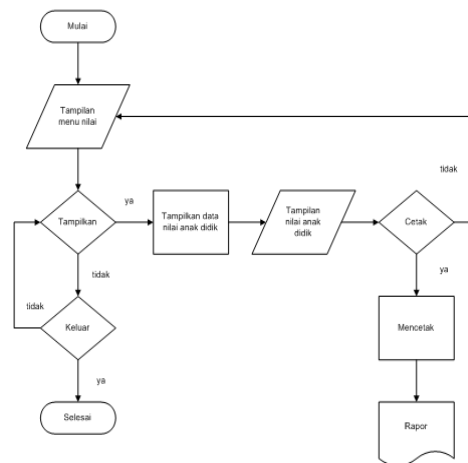 Mulai
Tampilan
menu nilai
tidak
ya
Tampilkan
Tampilkan data
nilai anak didik
Tampilan
nilai anak
didik
Cetak
tidak
ya
tidak
Keluar
Mencetak
ya
Selesai
Rapor